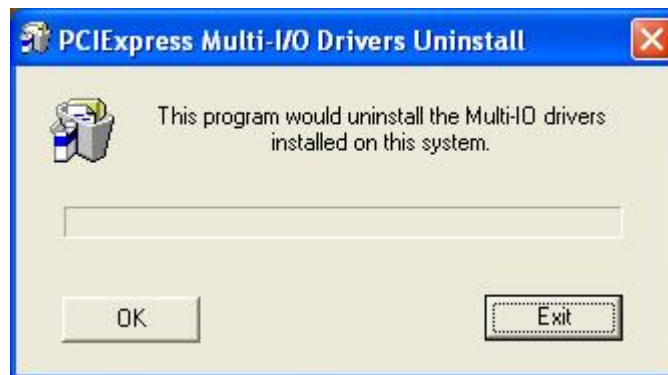 PCIExpress Multi-I/O Drivers Uninstall
This program would uninstall the Multi-IO drivers
installed on this system.
OK
Exit